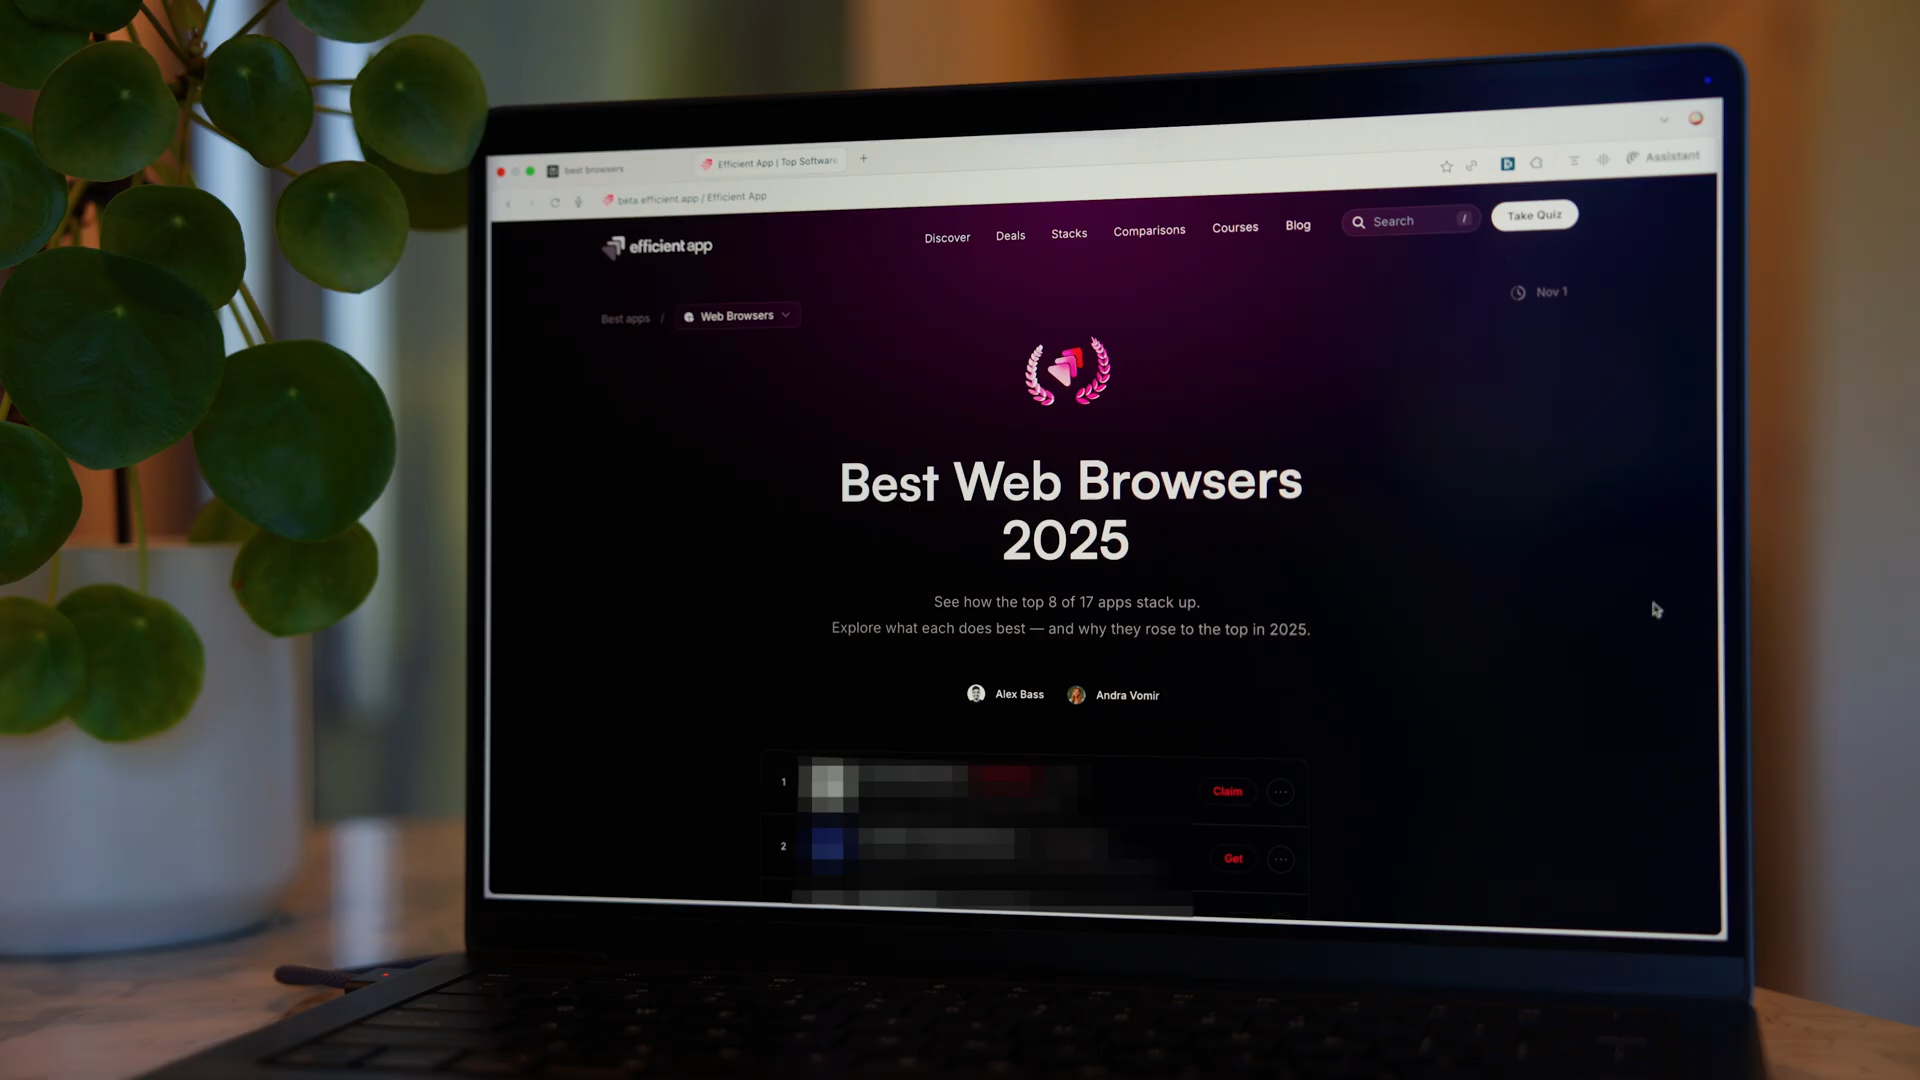 best browsers
Efficient App | Top Software
beta.efficient.app / Efficient App
Assistant
efficient app
Discover
Deals
Stacks
Comparisons
Courses
Blog
Search
/
Take Quiz
Nov 1
Best apps / Web Browsers
Best Web Browsers
2025
See how the top 8 of 17 apps stack up.
Explore what each does best — and why they rose to the top in 2025.
Alex Bass
Andra Vomir
1
Claim
2
Get